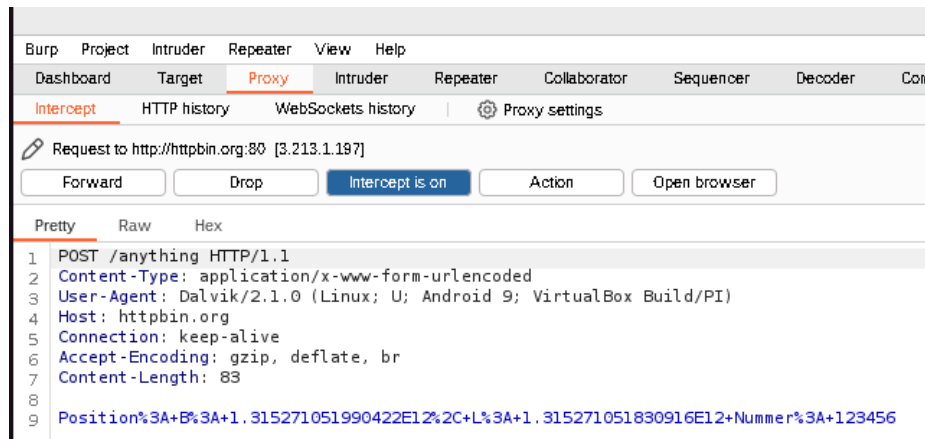 Burp Project Intruder Repeater View Help
Dashboard Target Proxy Intruder Repeater Collaborator Sequencer Decoder
Intercept HTTP history WebSockets history Proxy settings
Request to http://httpbin.org:80 [3.213.1.197]
Forward Drop Intercept is on Action Open browser
Pretty Raw Hex
1 POST /anything HTTP/1.1
2 Content-Type: application/x-www-form-urlencoded
3 User-Agent: Dalvik/2.1.0 (Linux; U; Android 9; VirtualBox Build/PI)
4 Host: httpbin.org
5 Connection: keep-alive
6 Accept-Encoding: gzip, deflate, br
7 Content-Length: 83
8
9 Position%3A+B%3A+1.315271051990422E12%2C+L%3A+1.315271051830916E12+Nummer%3A+123456